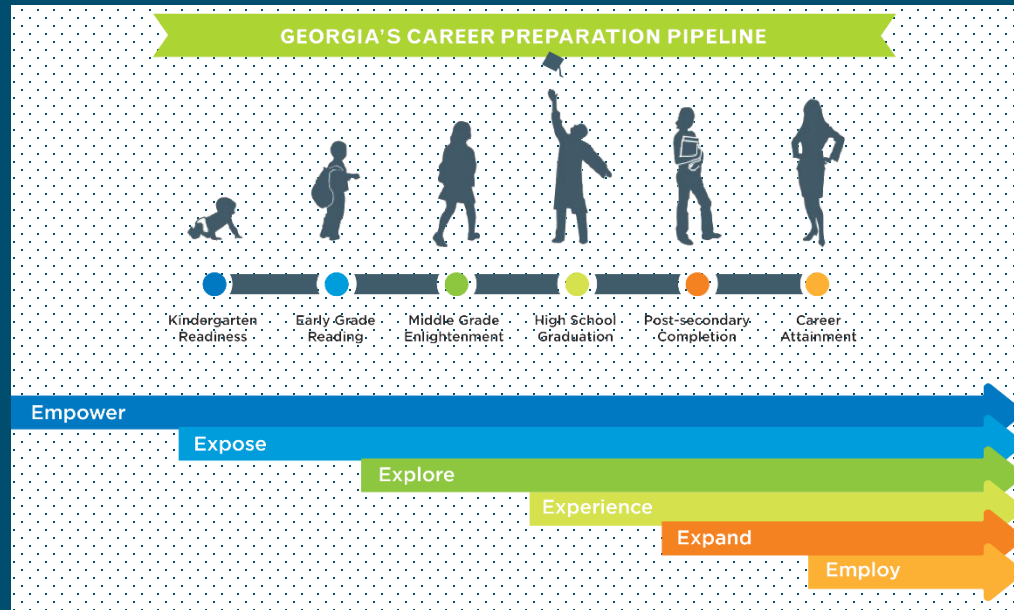 GEORGIA'S CAREER PREPARATION PIPELINE
Kindergarten
Readiness
Early Grade
Reading
Middle Grade
Enlightenment
High School
Graduation
Post-secondary
Completion
Career
Attainment
Empower
Expose
Explore
Experience
Expand
Employ